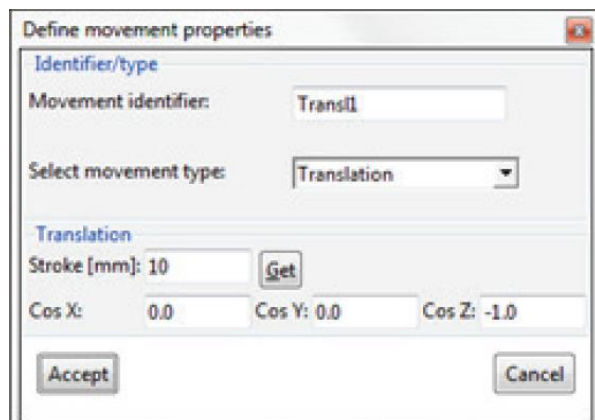 Define movement properties
Identifier/type
Movement identifier: Transl1
Select movement type: Translation
Translation
Stroke [mm]: 10 Get
Cos X: 0.0 Cos Y: 0.0 Cos Z: -1.0
Accept Cancel